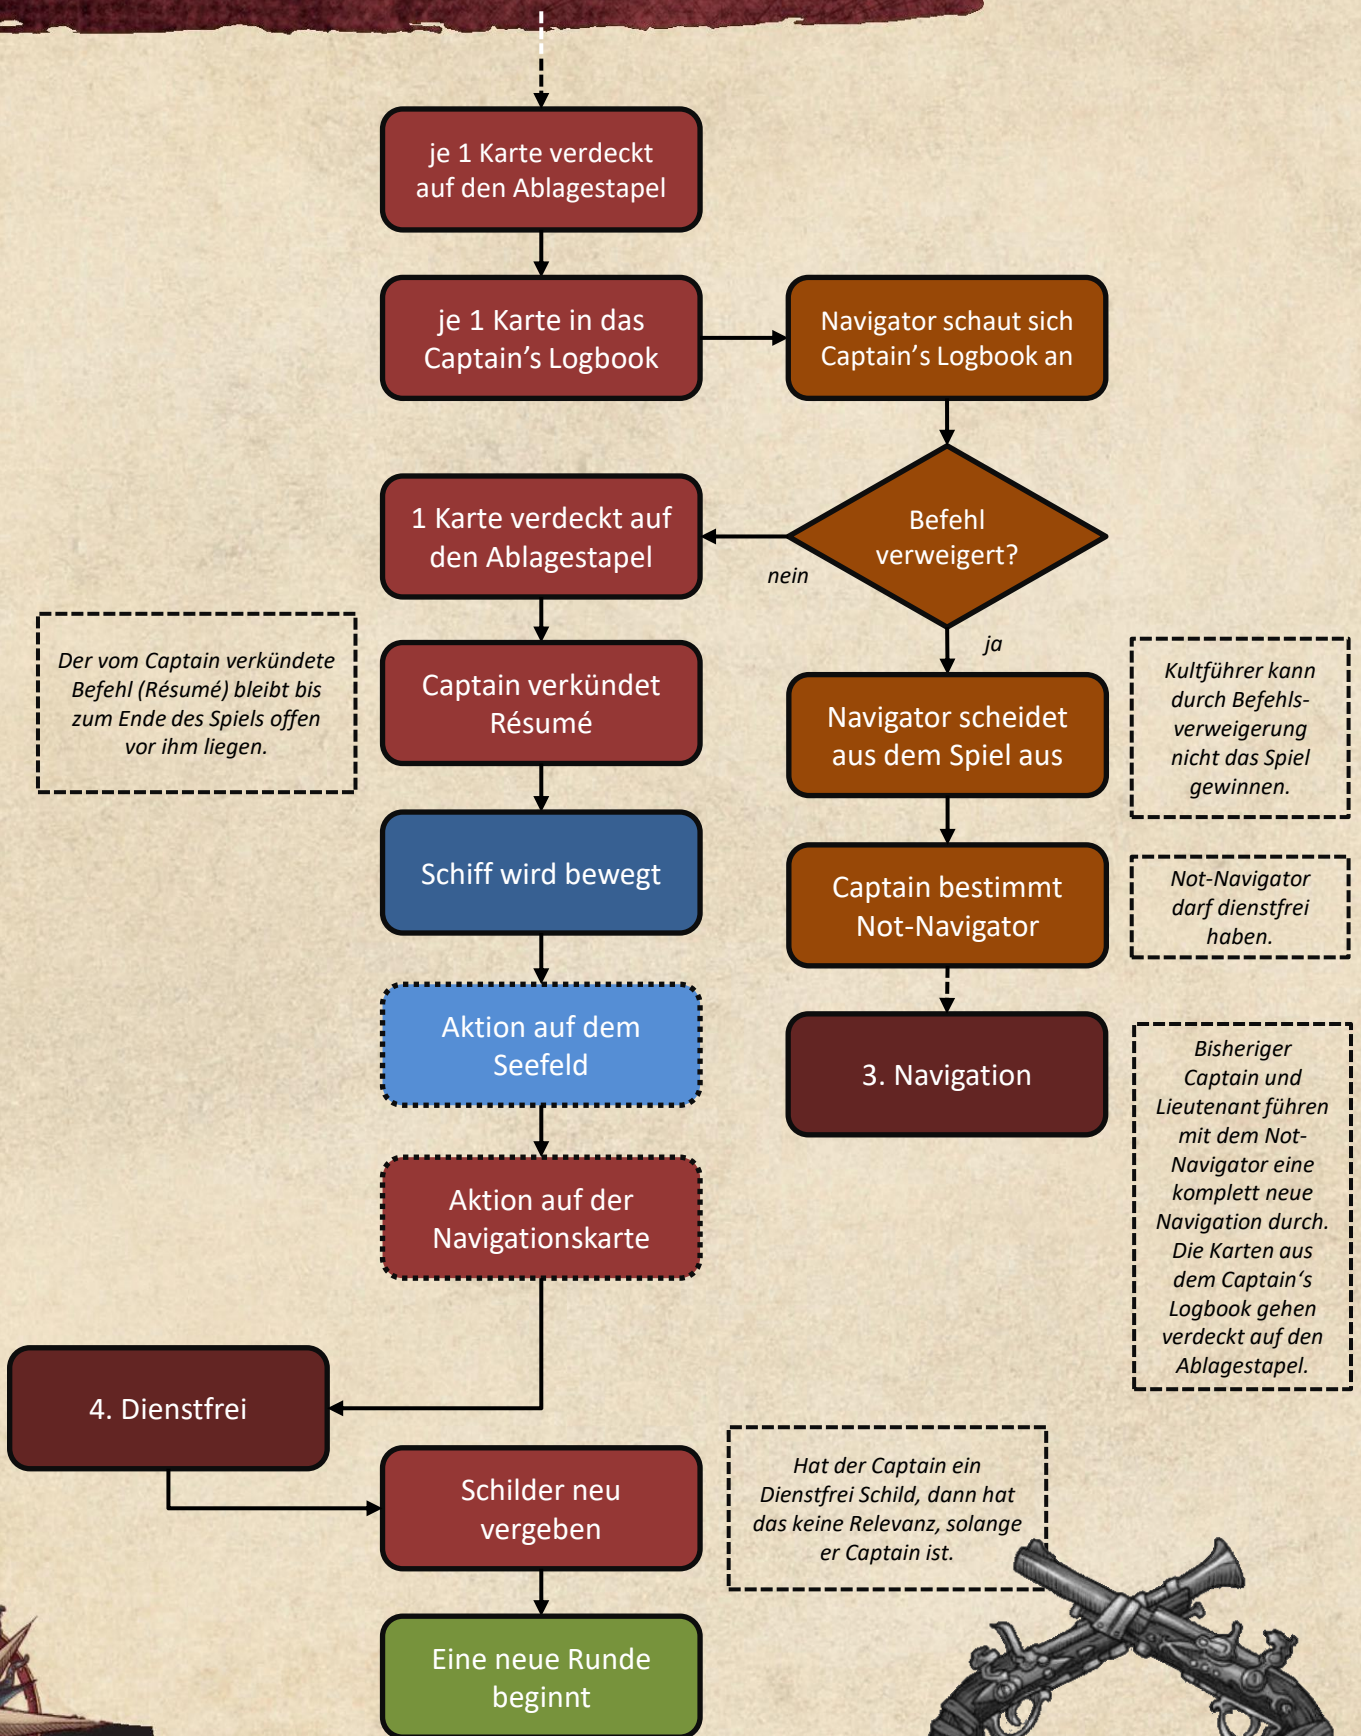 je 1 Karte verdeckt
auf den Ablagestapel
je 1 Karte in das
Captain’s Logbook
Navigator schaut sich
Captain’s Logbook an
Befehl
verweigert?
nein
ja
1 Karte verdeckt auf
den Ablagestapel
Der vom Captain verkündete
Befehl (Résumé) bleibt bis
zum Ende des Spiels offen
vor ihm liegen.
Captain verkündet
Résumé
Navigator scheidet
aus dem Spiel aus
Kultführer kann
durch Befehls-
verweigerung
nicht das Spiel
gewinnen.
Schiff wird bewegt
Captain bestimmt
Not-Navigator
Not-Navigator
darf dienstfrei
haben.
Aktion auf dem
Seefeld
3. Navigation
Bisheriger
Captain und
Lieutenant führen
mit dem Not-
Navigator eine
komplett neue
Navigation durch.
Die Karten aus
dem Captain‘s
Logbook gehen
verdeckt auf den
Ablagestapel.
Aktion auf der
Navigationskarte
4. Dienstfrei
Schilder neu
vergeben
Hat der Captain ein
Dienstfrei Schild, dann hat
das keine Relevanz, solange
er Captain ist.
Eine neue Runde
beginnt